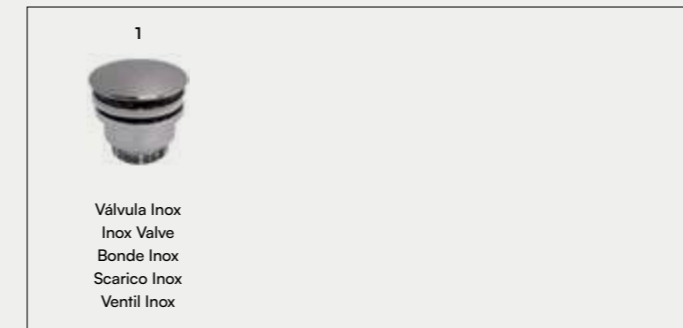 1
Válvula Inox
Inox Valve
Bonde Inox
Scarico Inox
Ventil Inox